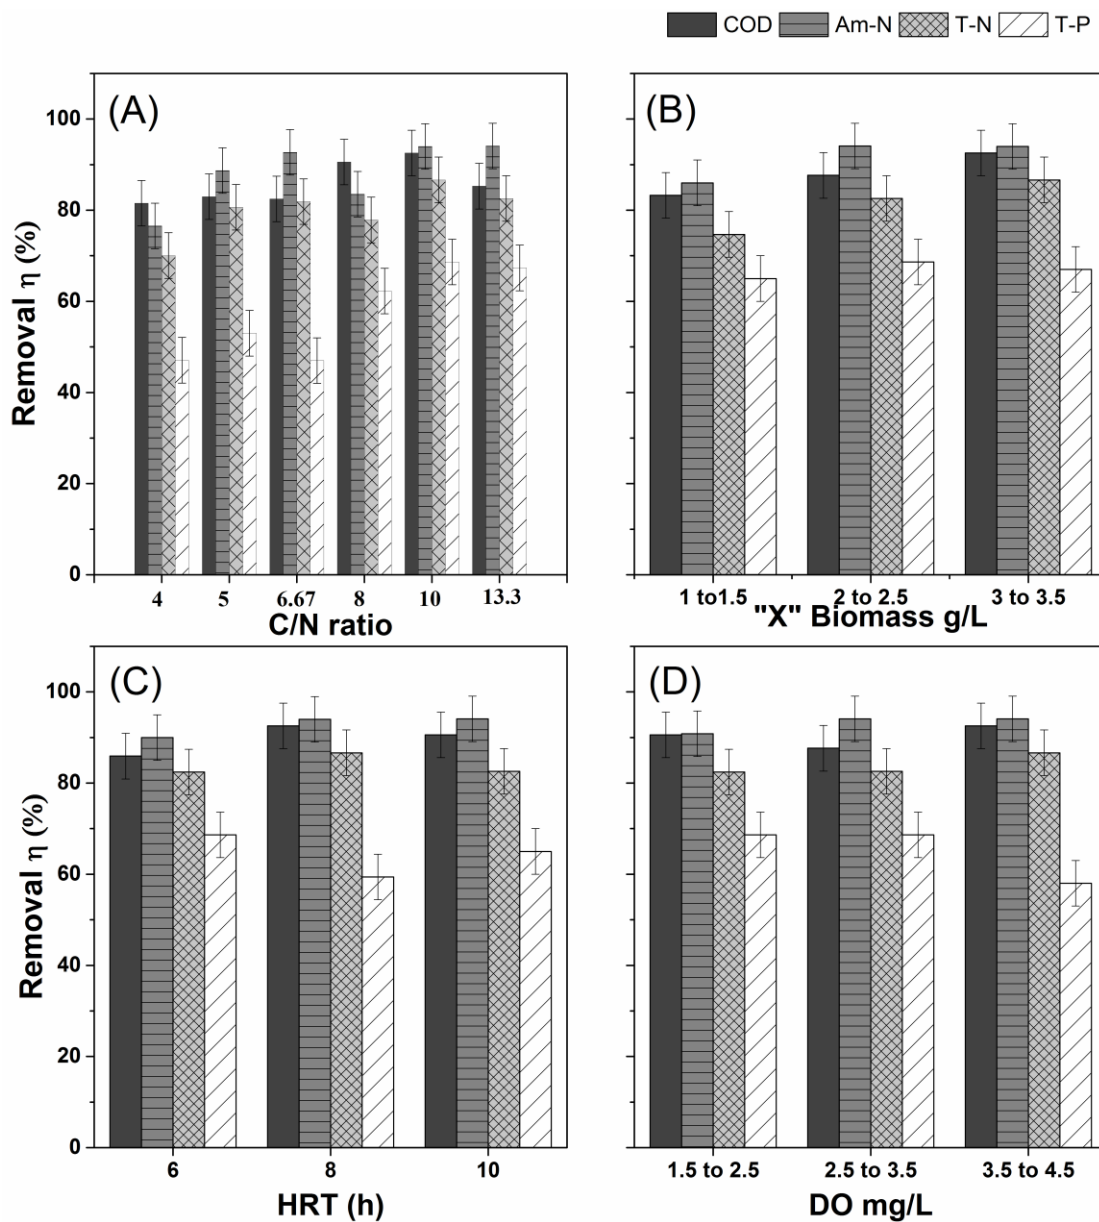 COD Am-N T-N T-P
(A)
Removal η (%)
100
80
60
40
20
0
4 5 6.67 8 10 13.3
C/N ratio
(B)
1 to1.5 2 to 2.5 3 to 3.5
"X" Biomass g/L
(C)
Removal η (%)
100
80
60
40
20
0
6 8 10
HRT (h)
(D)
1.5 to 2.5 2.5 to 3.5 3.5 to 4.5
DO mg/L